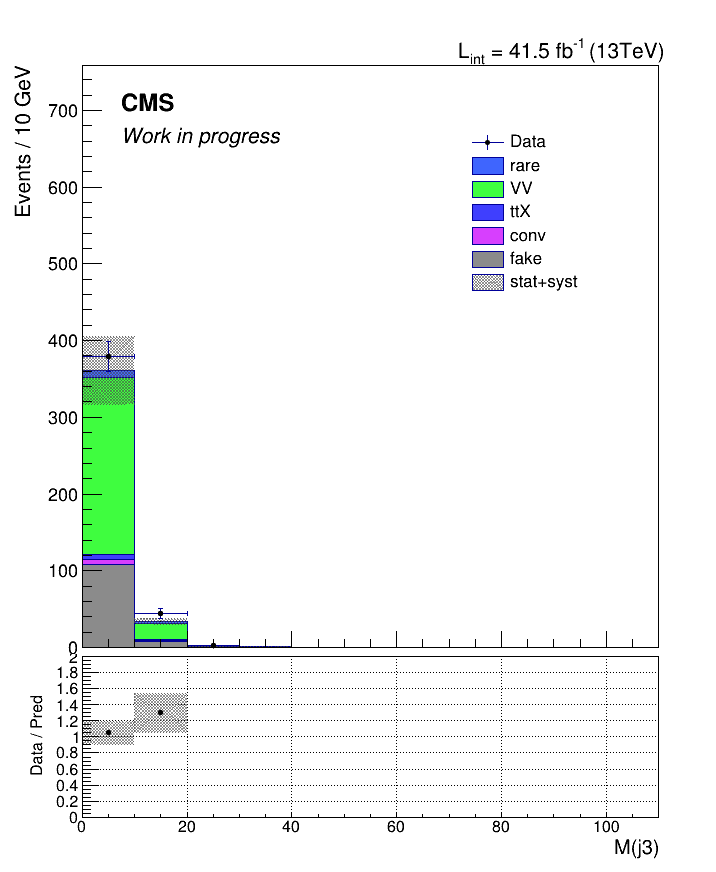 L_int = 41.5 fb^-1 (13TeV)
Events / 10 GeV
CMS
Work in progress
700
600
500
400
300
200
100
0
Data
rare
VV
ttX
conv
fake
stat+syst
Data / Pred
2
1.8
1.6
1.4
1.2
1
0.8
0.6
0.4
0.2
0
0 20 40 60 80 100
M(j3)